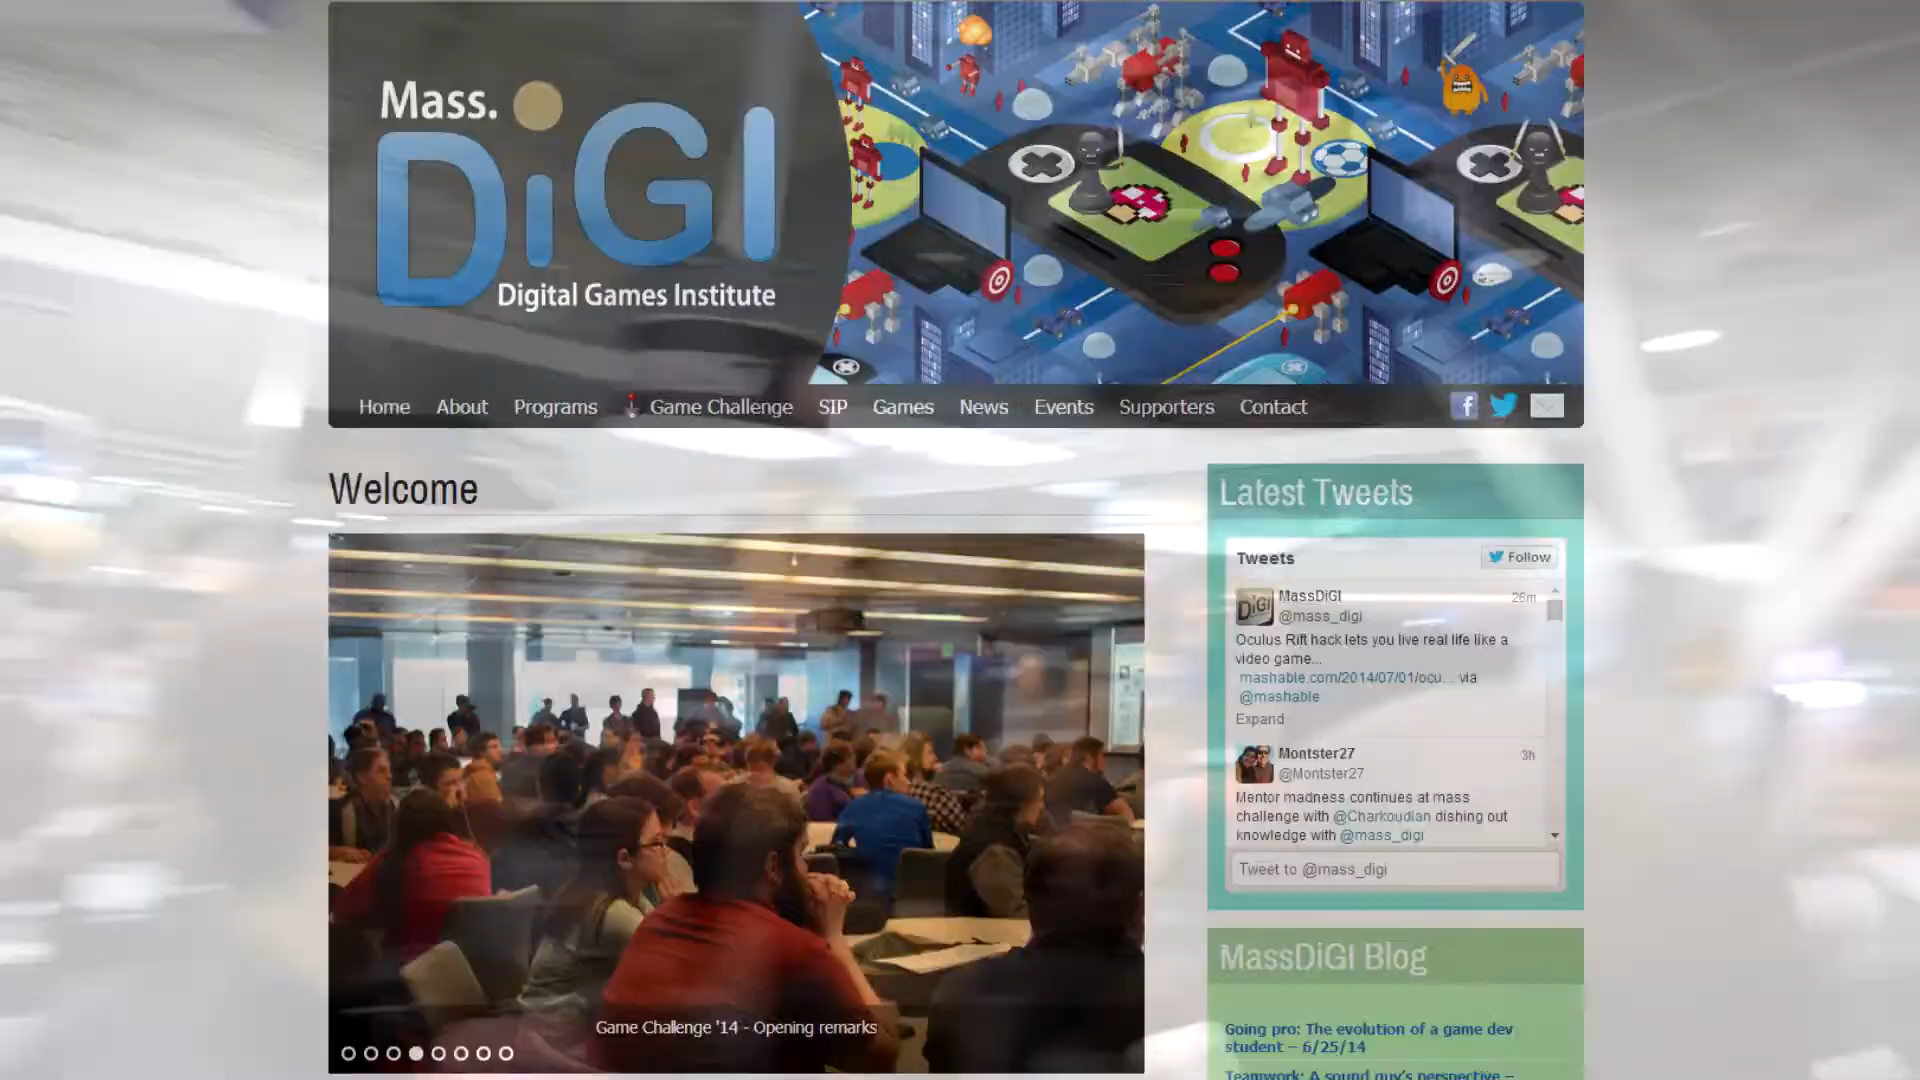 Mass.
DiGI
Digital Games Institute
Home About Programs Game Challenge SIP Games News Events Supporters Contact
Welcome
Game Challenge '14 - Opening remarks
Latest Tweets
Tweets
Follow
MassDiGI 26m
@mass_digi
Oculus Rift hack lets you live real life like a
video game...
mashable.com/2014/07/01/ocu... via
@mashable
Expand
Montster27 3h
@Montster27
Mentor madness continues at mass
challenge with @Charkoudian dishing out
knowledge with @mass_digi
Tweet to @mass_digi
MassDiGI Blog
Going pro: The evolution of a game dev
student – 6/25/14
Teamwork: A sound guy's perspective –